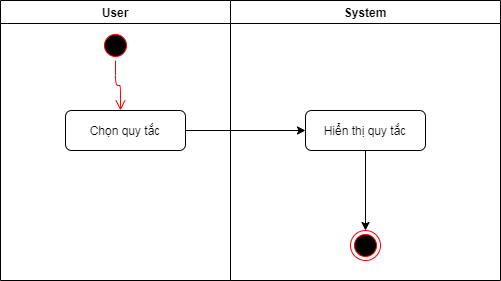 User
System
Chọn quy tắc
Hiển thị quy tắc